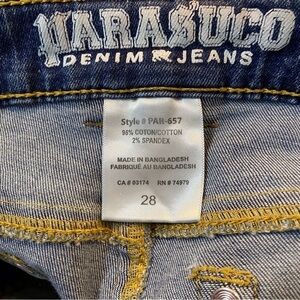 PARASUCO
DENIM JEANS
Style # PAR-657
98% COTON/COTTON
2% SPANDEX
MADE IN BANGLADESH
FABRIQUÉ AU BANGLADESH
CA # 03174 RN # 74979
28